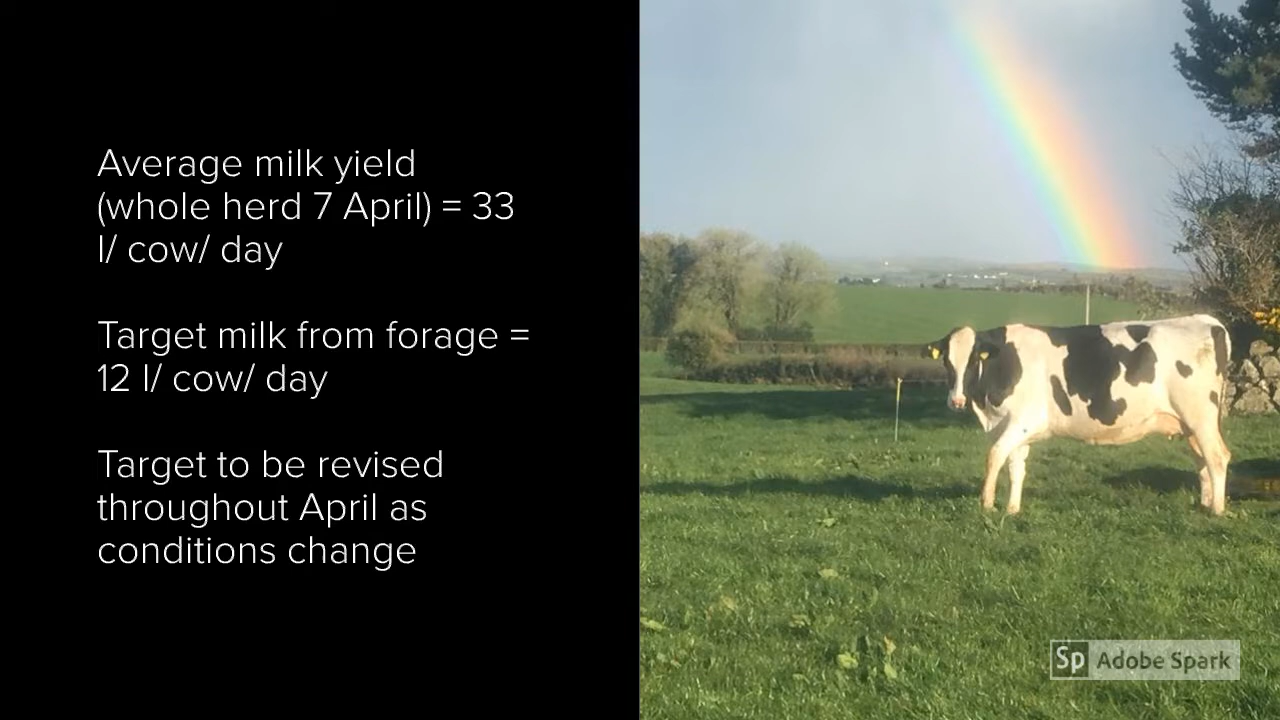 Average milk yield
(whole herd 7 April) = 33
l/ cow/ day
Target milk from forage =
12 l/ cow/ day
Target to be revised
throughout April as
conditions change
Sp Adobe Spark